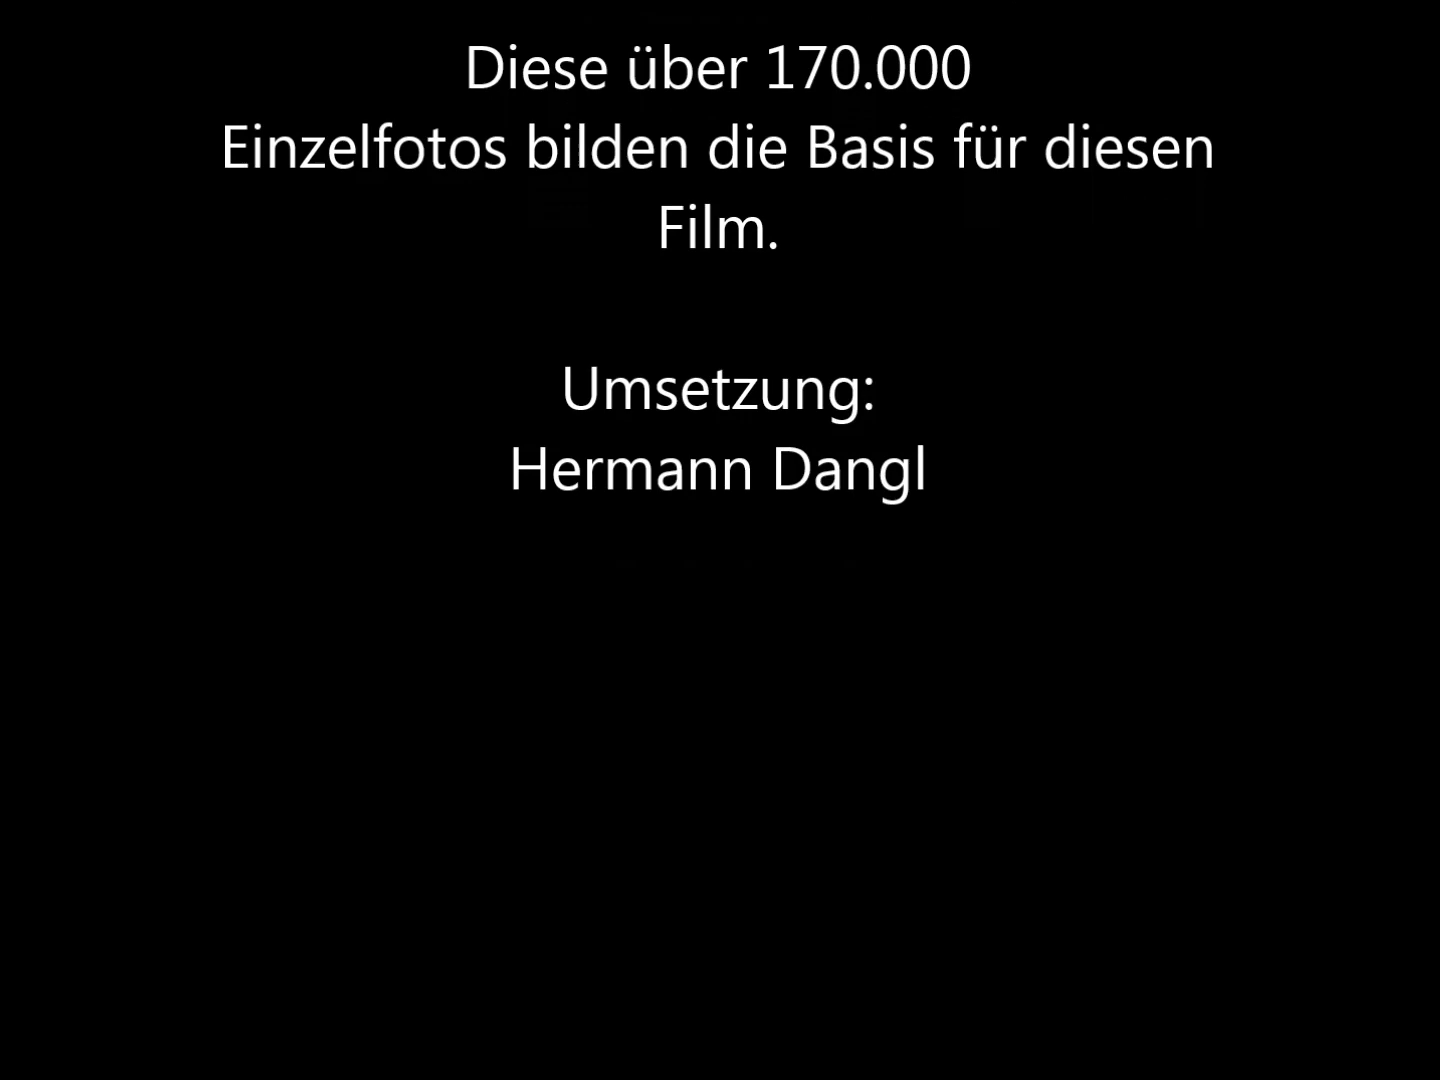 Diese über 170.000
Einzelfotos bilden die Basis für diesen
Film.
Umsetzung:
Hermann Dangl